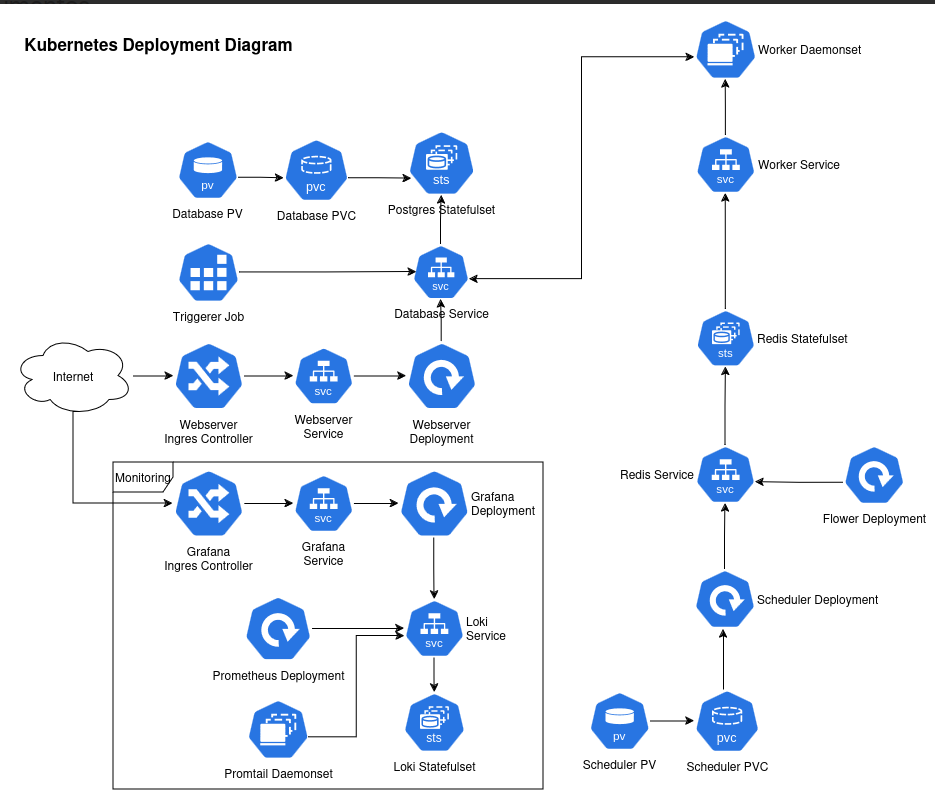 Kubernetes Deployment Diagram
Worker Daemonset
svc
Worker Service
pv
Database PV
pvc
Database PVC
sts
Postgres Statefulset
Triggerer Job
svc
Database Service
Internet
Webserver
Ingres Controller
svc
Webserver
Service
Webserver
Deployment
sts
Redis Statefulset
Monitoring
Grafana
Ingres Controller
svc
Grafana
Service
Grafana
Deployment
Redis Service
svc
Flower Deployment
Prometheus Deployment
svc
Loki
Service
Scheduler Deployment
Promtail Daemonset
sts
Loki Statefulset
pv
Scheduler PV
pvc
Scheduler PVC